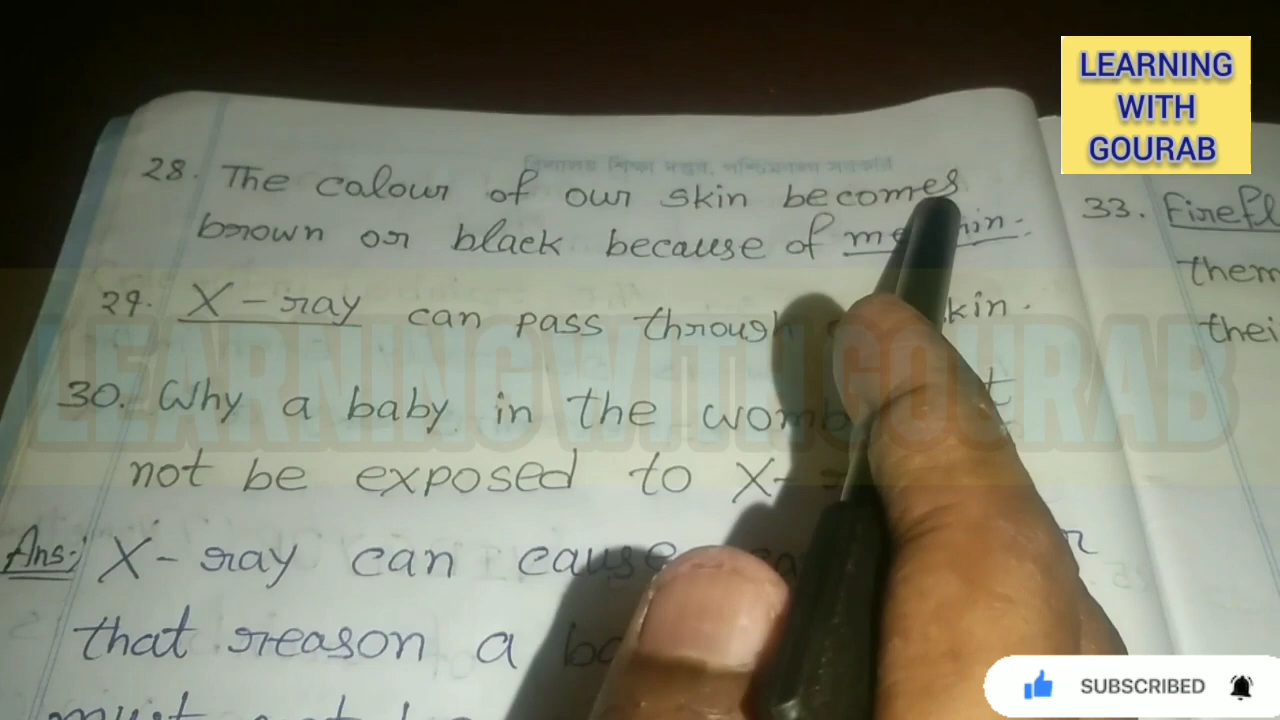 LEARNING
WITH
GOURAB
28. The colour of our skin becomes
brown or black because of
29. X-ray can pass through
30. Why a baby in the womb
not be exposed to X-
Ans:- X-ray can cause
that reason a
33.
them
LEARNINGWITHGOURAB
SUBSCRIBED